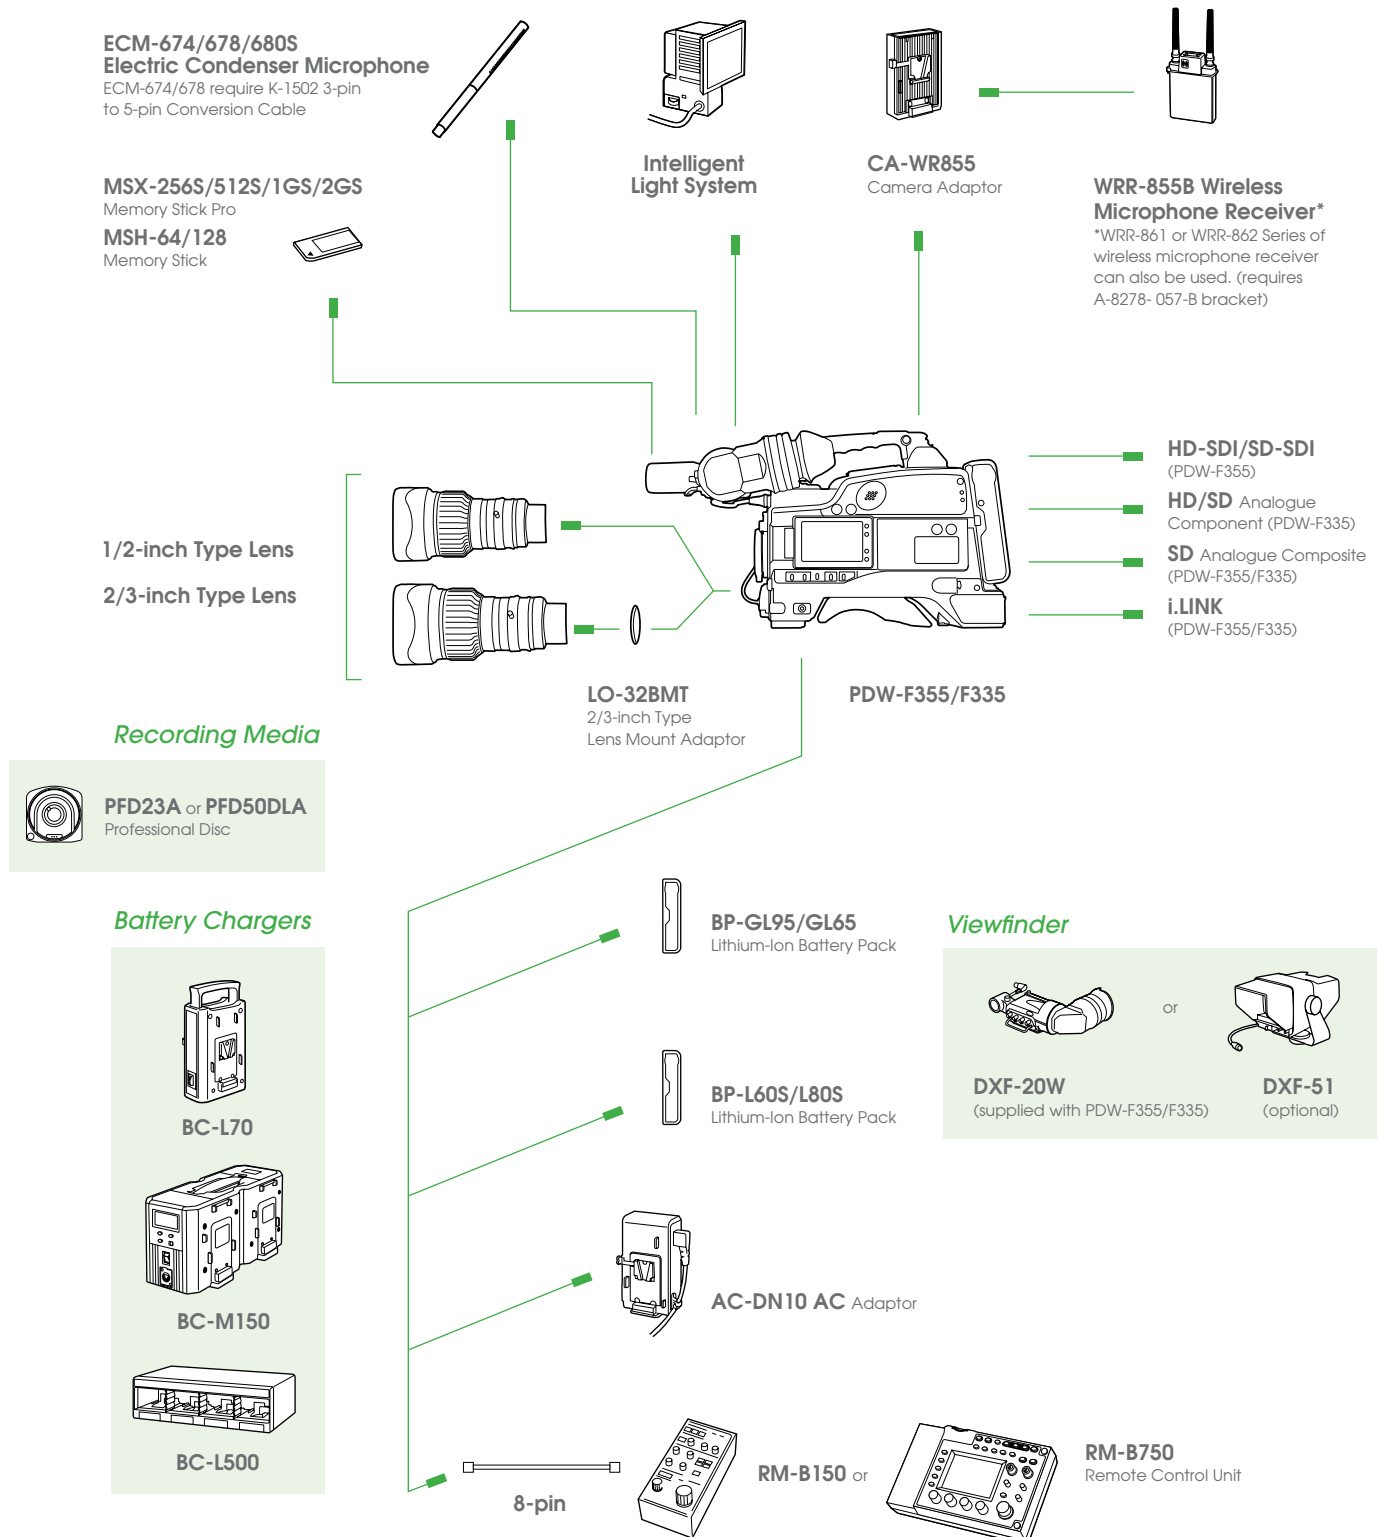 ECM-674/678/680S
Electric Condenser Microphone
ECM-674/678 require K-1502 3-pin
to 5-pin Conversion Cable
MSX-256S/512S/1GS/2GS
Memory Stick Pro
MSH-64/128
Memory Stick
Intelligent
Light System
CA-WR855
Camera Adaptor
WRR-855B Wireless
Microphone Receiver*
*WRR-861 or WRR-862 Series of
wireless microphone receiver
can also be used. (requires
A-8278- 057-B bracket)
1/2-inch Type Lens
2/3-inch Type Lens
HD-SDI/SD-SDI
(PDW-F355)
HD/SD Analogue
Component (PDW-F335)
SD Analogue Composite
(PDW-F355/F335)
i.LINK
(PDW-F355/F335)
LO-32BMT
2/3-inch Type
Lens Mount Adaptor
PDW-F355/F335
Recording Media
PFD23A or PFD50DLA
Professional Disc
Battery Chargers
BC-L70
BC-M150
BC-L500
BP-GL95/GL65
Lithium-Ion Battery Pack
BP-L60S/L80S
Lithium-Ion Battery Pack
AC-DN10 AC Adaptor
Viewfinder
or
DXF-20W
(supplied with PDW-F355/F335)
DXF-51
(optional)
8-pin
RM-B150 or
RM-B750
Remote Control Unit